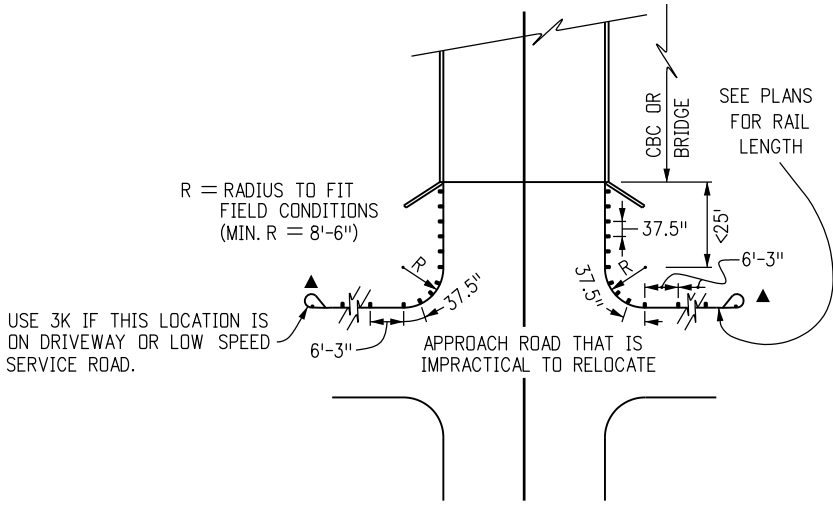 CBC OR
BRIDGE
SEE PLANS
FOR RAIL
LENGTH
R = RADIUS TO FIT
FIELD CONDITIONS
(MIN. R = 8'-6")
37.5"
<25'
R
37.5"
R
37.5"
6'-3"
USE 3K IF THIS LOCATION IS
ON DRIVEWAY OR LOW SPEED
SERVICE ROAD.
6'-3"
APPROACH ROAD THAT IS
IMPRACTICAL TO RELOCATE